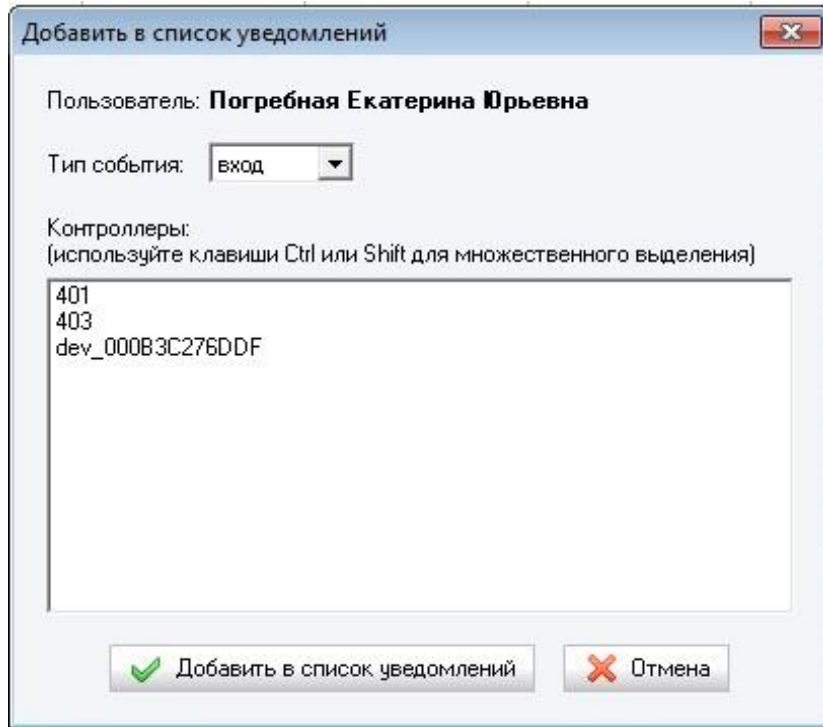 Добавить в список уведомлений
Пользователь: Погребная Екатерина Юрьевна
Тип события: вход
Контроллеры:
(используйте клавиши Ctrl или Shift для множественного выделения)
401
403
dev_000B3C276DDF
Добавить в список уведомлений Отмена